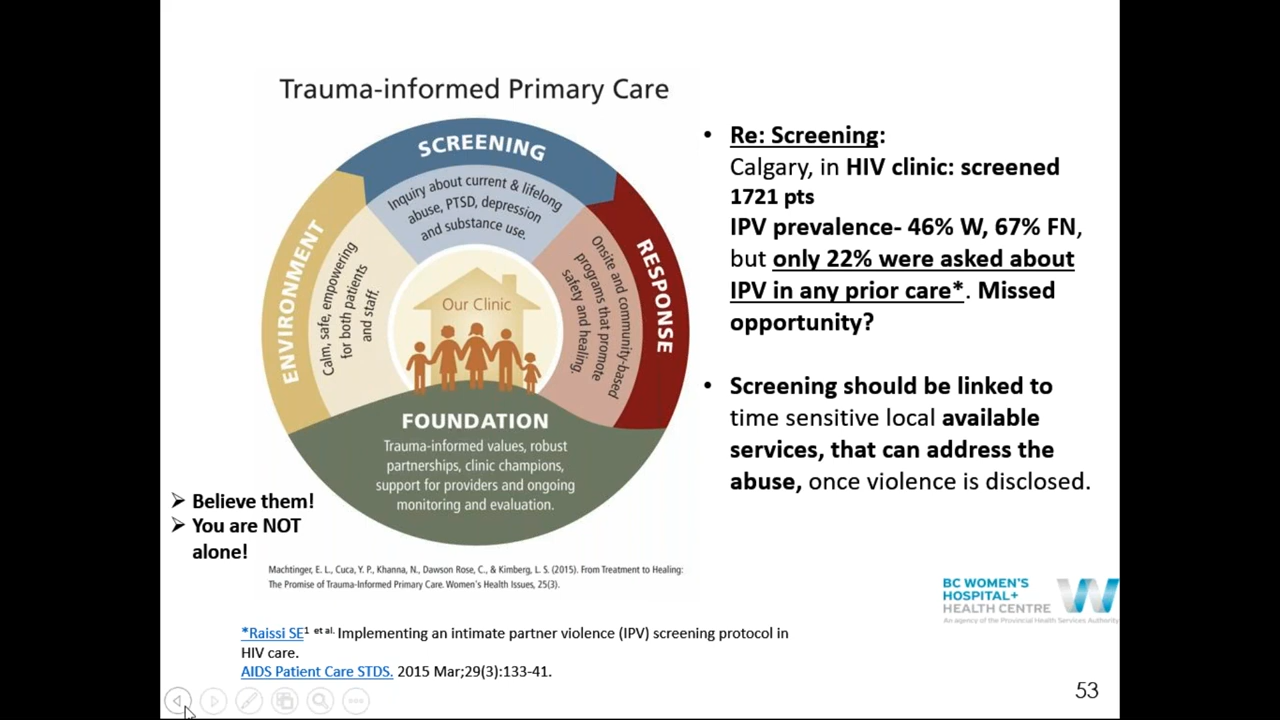 Trauma-informed Primary Care
SCREENING
Inquiry about current & lifelong
abuse, PTSD, depression
and substance use.
ENVIRONMENT
Calm, safe, empowering
for both patients
and staff.
RESPONSE
Onsite and community-based
programs that promote
safety and healing.
Our Clinic
FOUNDATION
Trauma-informed values, robust
partnerships, clinic champions,
support for providers and ongoing
monitoring and evaluation.
➢ Believe them!
➢ You are NOT
alone!
Machtinger, E. L., Cuca, Y. P., Khanna, N., Dawson Rose, C., & Kimberg, L. S. (2015). From Treatment to Healing:
The Promise of Trauma-Informed Primary Care. Women's Health Issues, 25(3).
• Re: Screening:
Calgary, in HIV clinic: screened
1721 pts
IPV prevalence- 46% W, 67% FN,
but only 22% were asked about
IPV in any prior care*. Missed
opportunity?
• Screening should be linked to
time sensitive local available
services, that can address the
abuse, once violence is disclosed.
BC WOMEN'S
HOSPITAL+
HEALTH CENTRE
An agency of the Provincial Health Services Authority
*Raissi SE1 et al. Implementing an intimate partner violence (IPV) screening protocol in
HIV care.
AIDS Patient Care STDS. 2015 Mar;29(3):133-41.
53